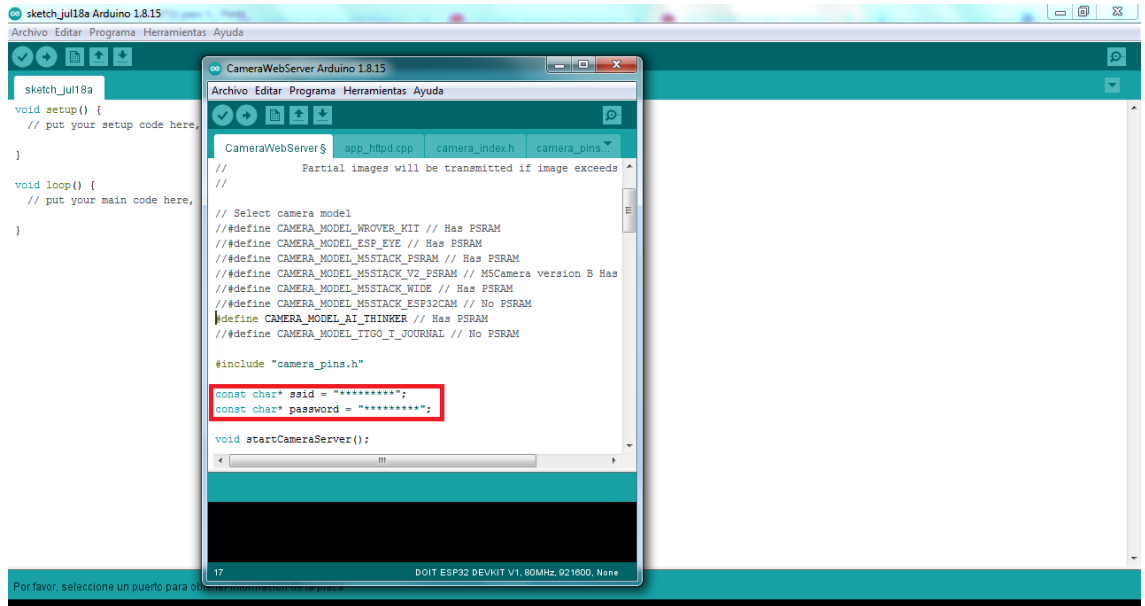 sketch_jul18a Arduino 1.8.15
Archivo Editar Programa Herramientas Ayuda
sketch_jul18a
void setup() {
// put your setup code here,
}
void loop() {
// put your main code here,
}
CameraWebServer Arduino 1.8.15
Archivo Editar Programa Herramientas Ayuda
CameraWebServer § app_httpd.cpp camera_index.h camera_pins...
// Partial images will be transmitted if image exceeds
//
// Select camera model
//#define CAMERA_MODEL_WROVER_KIT // Has PSRAM
//#define CAMERA_MODEL_ESP_EYE // Has PSRAM
//#define CAMERA_MODEL_M5STACK_PSRAM // Has PSRAM
//#define CAMERA_MODEL_M5STACK_V2_PSRAM // M5Camera version B Has
//#define CAMERA_MODEL_M5STACK_WIDE // Has PSRAM
//#define CAMERA_MODEL_M5STACK_ESP32CAM // No PSRAM
#define CAMERA_MODEL_AI_THINKER // Has PSRAM
//#define CAMERA_MODEL_TTGO_T_JOURNAL // No PSRAM
#include "camera_pins.h"
const char* ssid = "*********";
const char* password = "*********";
void startCameraServer();
17
DOIT ESP32 DEVKIT V1, 80MHz, 921600, None
Por favor, seleccione un puerto para obtener información de la placa